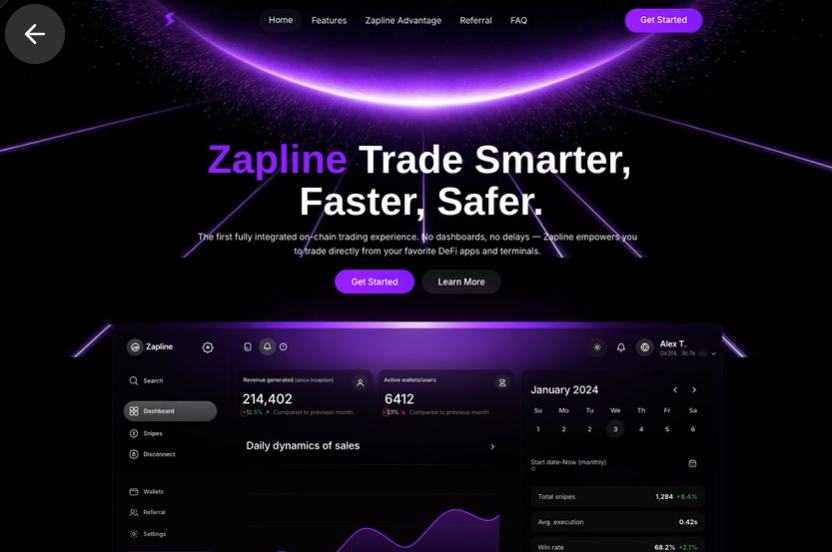 Home Features Zapline Advantage Referral FAQ Get Started
Zapline Trade Smarter,
Faster, Safer.
The first fully integrated on-chain trading experience. No dashboards, no delays — Zapline empowers you
to trade directly from your favorite DeFi apps and terminals.
Get Started Learn More
Zapline
Alex T.
Search
Dashboard
Snipes
Disconnect
Wallets
Referral
Settings
Revenue generated (since inception)
214,402
Compared to previous month
Active wallets/users
6412
Compared to previous month
Daily dynamics of sales
January 2024
Su Mo Tu We Th Fr Sa
1 2 2 3 4 5 6
Start date-Now (monthly)
Total snipes 1,284 +8.4%
Avg. execution 0.42s
Win rate 68.2% +2.1%